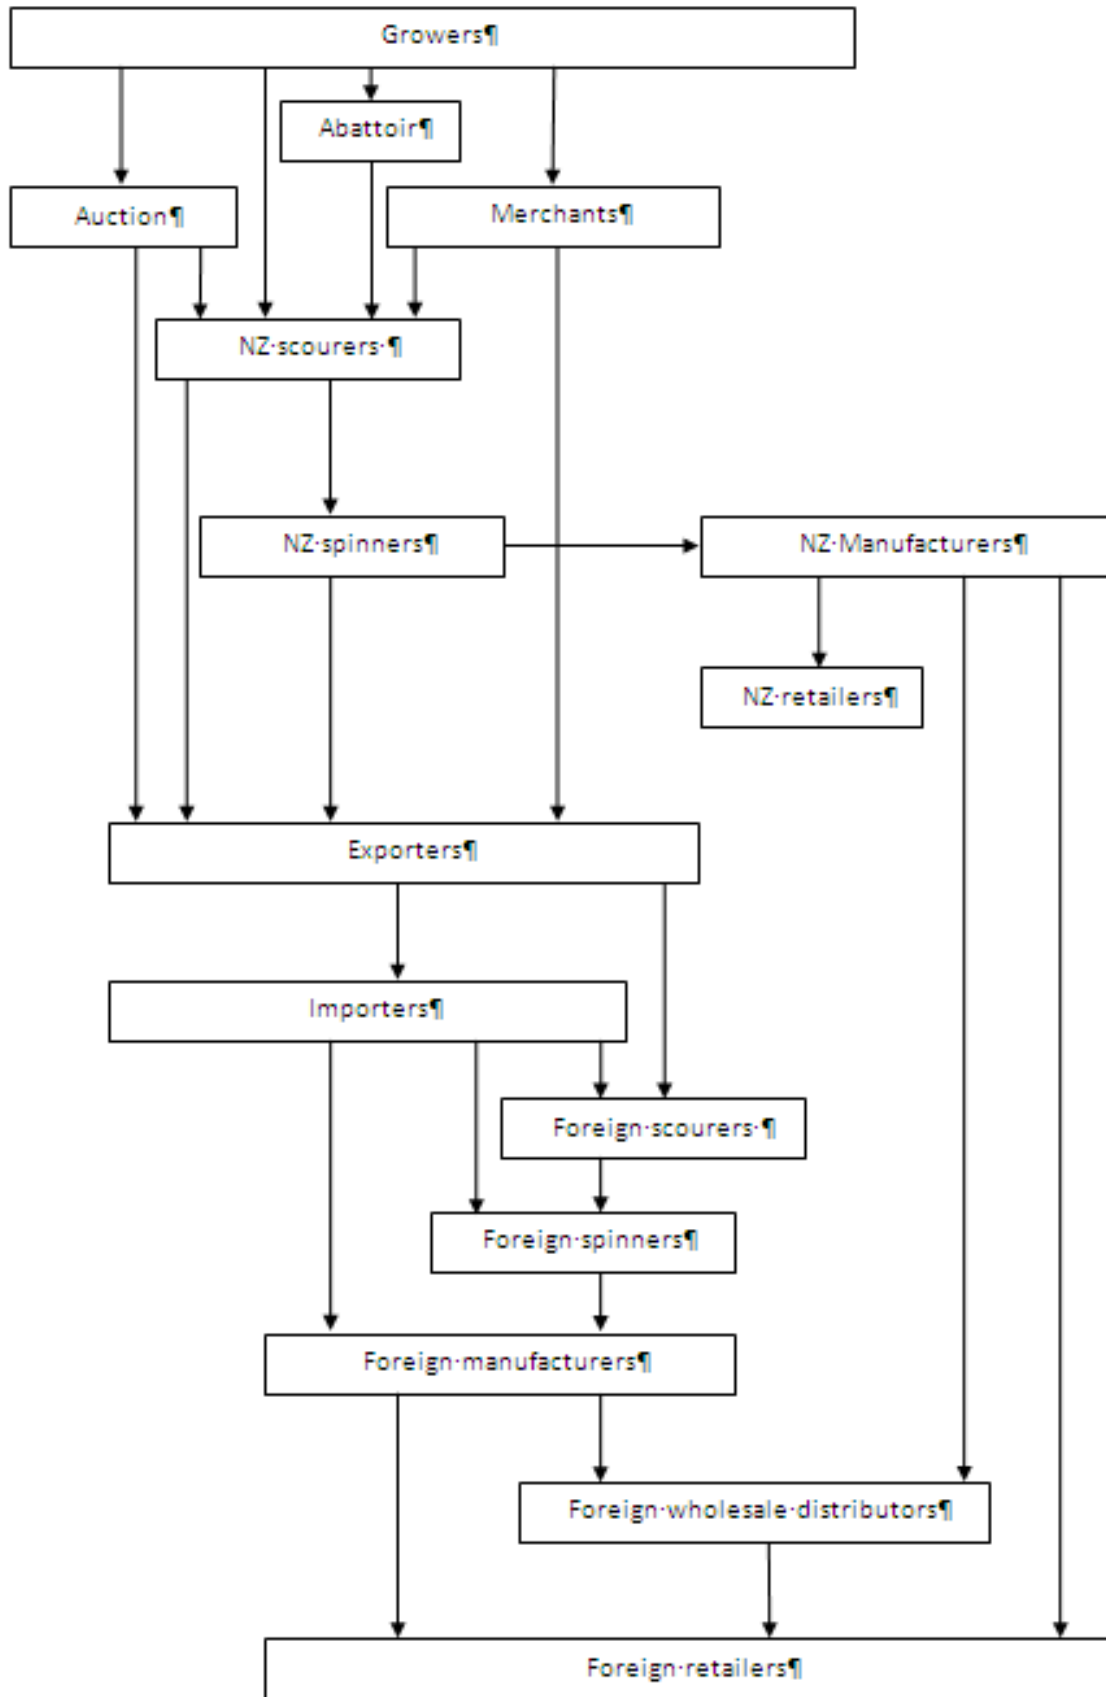 Growers¶
Abattoir¶
Auction¶
Merchants¶
NZ·scourers·¶
NZ·spinners¶
NZ·Manufacturers¶
NZ·retailers¶
Exporters¶
Importers¶
Foreign·scourers·¶
Foreign·spinners¶
Foreign·manufacturers¶
Foreign·wholesale·distributors¶
Foreign·retailers¶